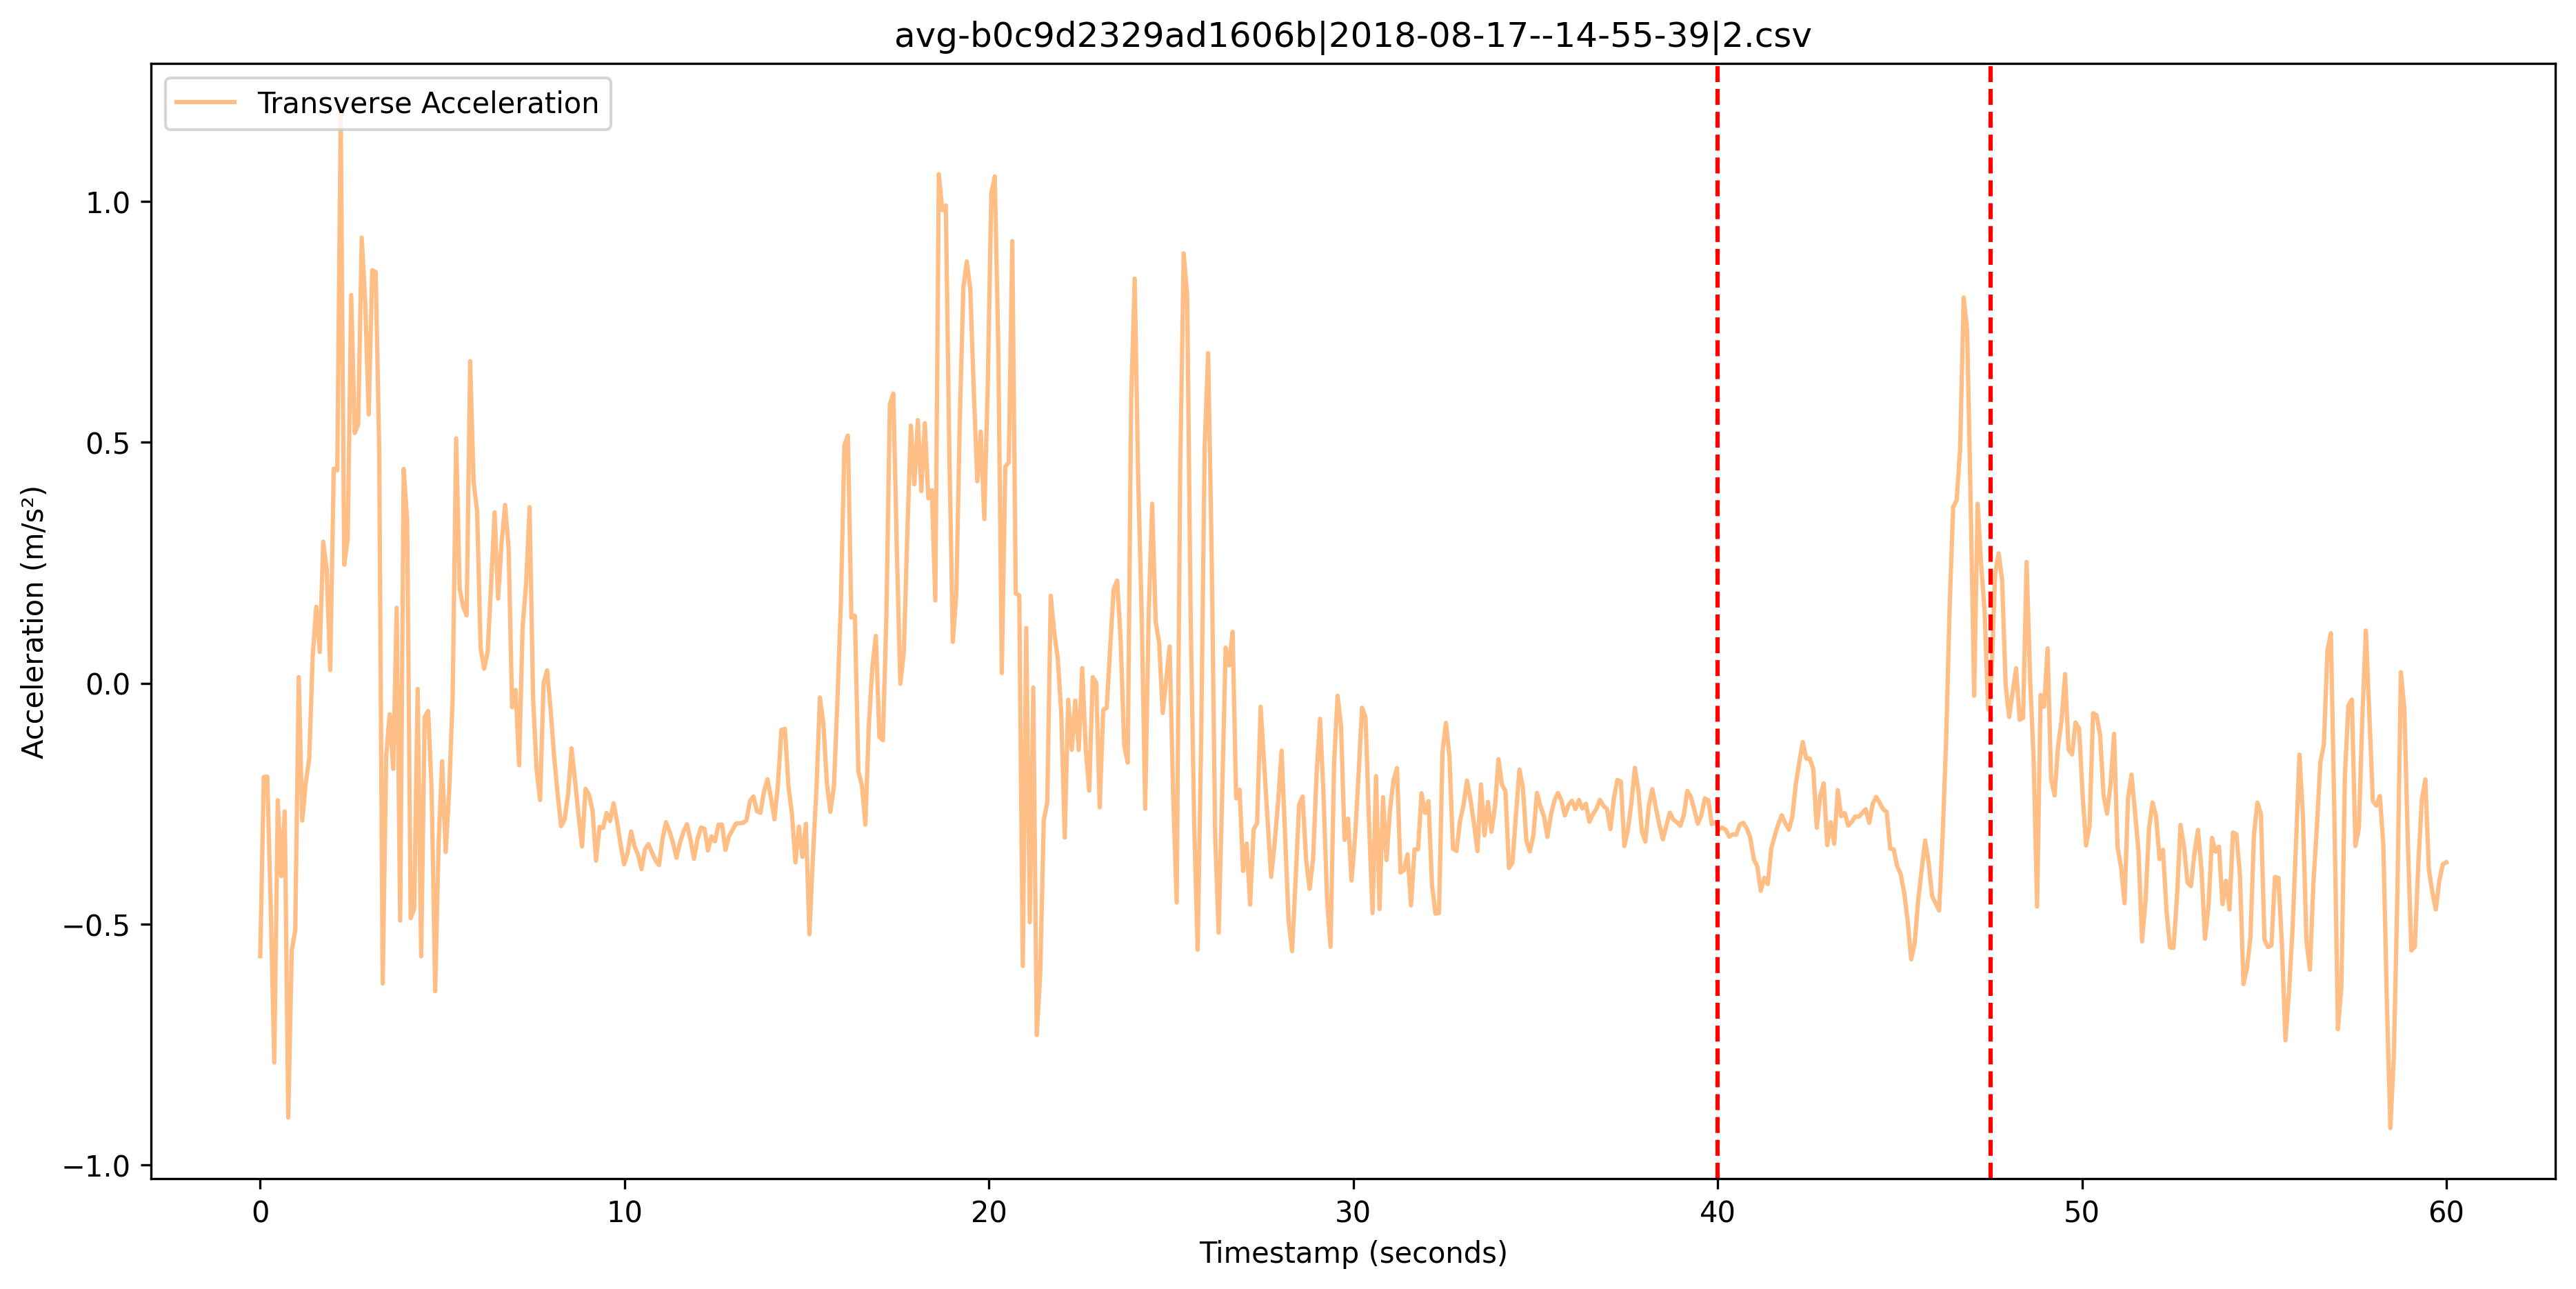 avg-b0c9d2329ad1606b|2018-08-17--14-55-39|2.csv
Transverse Acceleration
1.0
0.5
0.0
−0.5
−1.0
Acceleration (m/s²)
0 10 20 30 40 50 60
Timestamp (seconds)